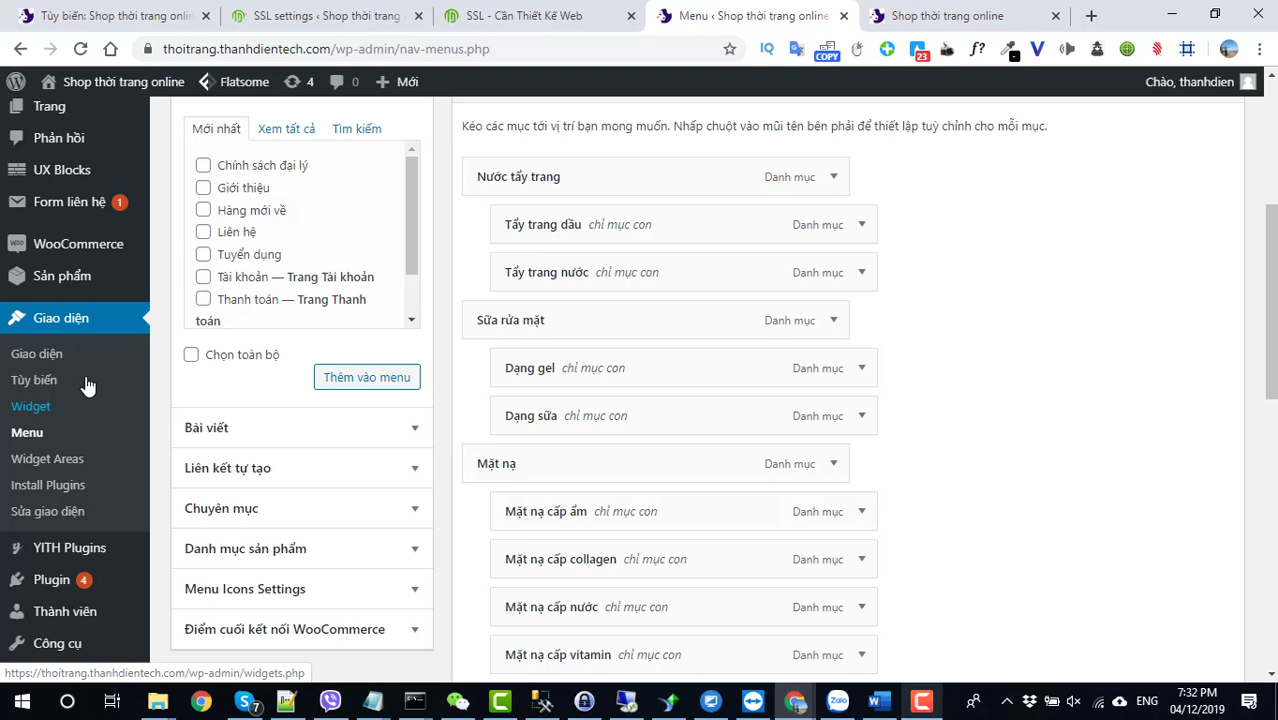 Tùy biến: Shop thời trang onlin
SSL settings ‹ Shop thời trang
SSL - Cần Thiết Kế Web
Menu ‹ Shop thời trang online
Shop thời trang online
thoitrang.thanhdientech.com/wp-admin/nav-menus.php
COPY
23
f?
Shop thời trang online
Flatsome
4
0
Mới
Chào, thanhdien
Trang
Phản hồi
UX Blocks
Form liên hệ 1
WooCommerce
Sản phẩm
Giao diện
Giao diện
Tùy biến
Widget
Menu
Widget Areas
Install Plugins
Sửa giao diện
YITH Plugins
Plugin 4
Thành viên
Công cụ
Mới nhất
Xem tất cả
Tìm kiếm
Chính sách đại lý
Giới thiệu
Hàng mới về
Liên hệ
Tuyển dụng
Tài khoản — Trang Tài khoản
Thanh toán — Trang Thanh
toán
Chọn toàn bộ
Thêm vào menu
Bài viết
Liên kết tự tạo
Chuyên mục
Danh mục sản phẩm
Menu Icons Settings
Điểm cuối kết nối WooCommerce
Kéo các mục tới vị trí bạn mong muốn. Nhấp chuột vào mũi tên bên phải để thiết lập tuỳ chỉnh cho mỗi mục.
Nước tẩy trang Danh mục
Tẩy trang dầu chỉ mục con Danh mục
Tẩy trang nước chỉ mục con Danh mục
Sữa rửa mặt Danh mục
Dạng gel chỉ mục con Danh mục
Dạng sữa chỉ mục con Danh mục
Mặt nạ Danh mục
Mặt nạ cấp ẩm chỉ mục con Danh mục
Mặt nạ cấp collagen chỉ mục con Danh mục
Mặt nạ cấp nước chỉ mục con Danh mục
Mặt nạ cấp vitamin chỉ mục con Danh mục
https://thoitrang.thanhdientech.com/wp-admin/widgets.php
7
Zalo
ENG
7:32 PM
04/12/2019